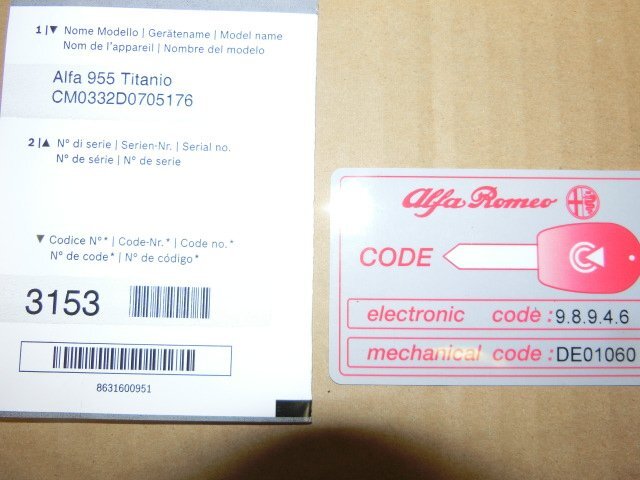 1 |▼ Nome Modello | Gerätename | Model name
Nom de l'appareil | Nombre del modelo
Alfa 955 Titanio
CM0332D0705176
2 |▲ N° di serie | Serien-Nr. | Serial no.
N° de série | N° de serie
▼ Codice N°* | Code-Nr.* | Code no.*
N° de code* | N° de código*
3153
8631600951
Alfa Romeo
CODE
electronic code : 9.8.9.4.6
mechanical code : DE01060